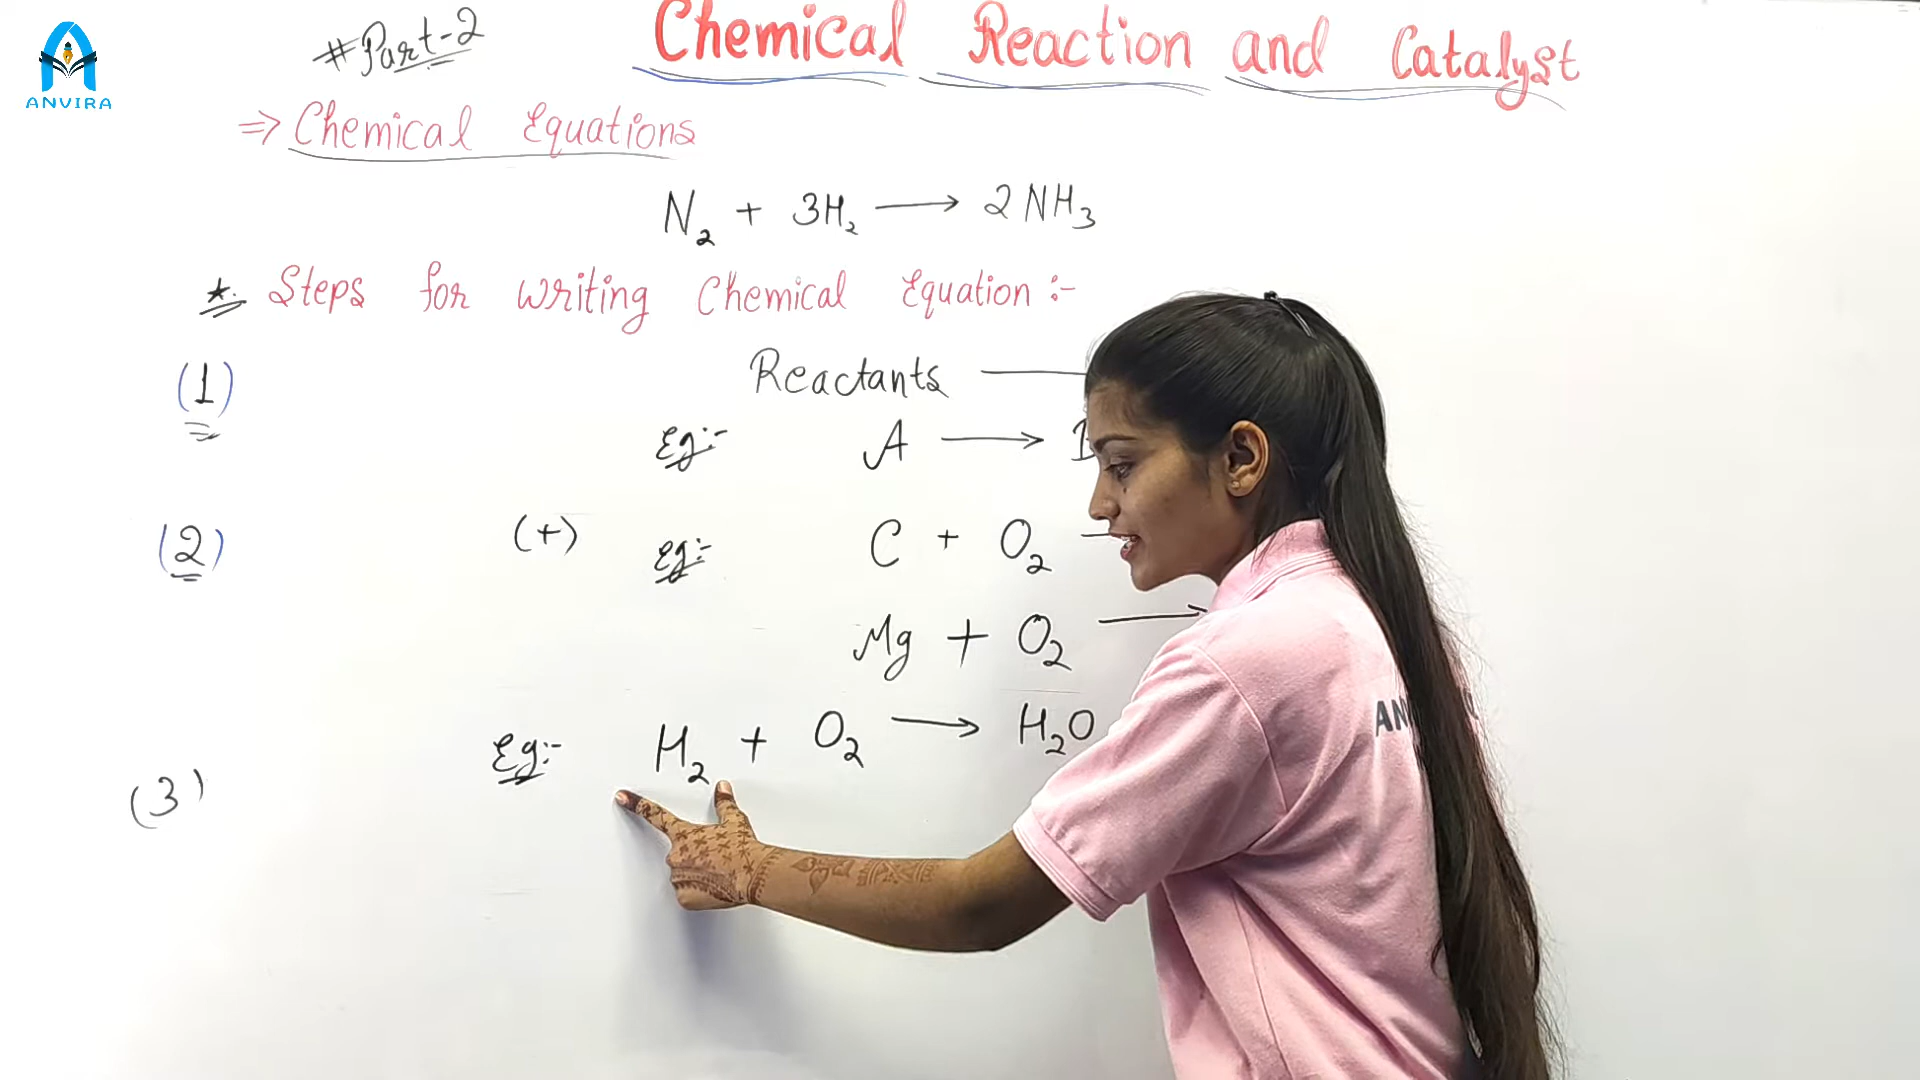 ANVIRA
#Part-2
Chemical Reaction and Catalyst
⇒ Chemical Equations
N₂ + 3H₂ ⟶ 2NH₃
★. Steps for writing Chemical Equation :-
(1) Reactants
Eg:- A ⟶
(2) (+) Eg:- C + O₂
Mg + O₂ ⟶
(3) Eg:- H₂ + O₂ ⟶ H₂O